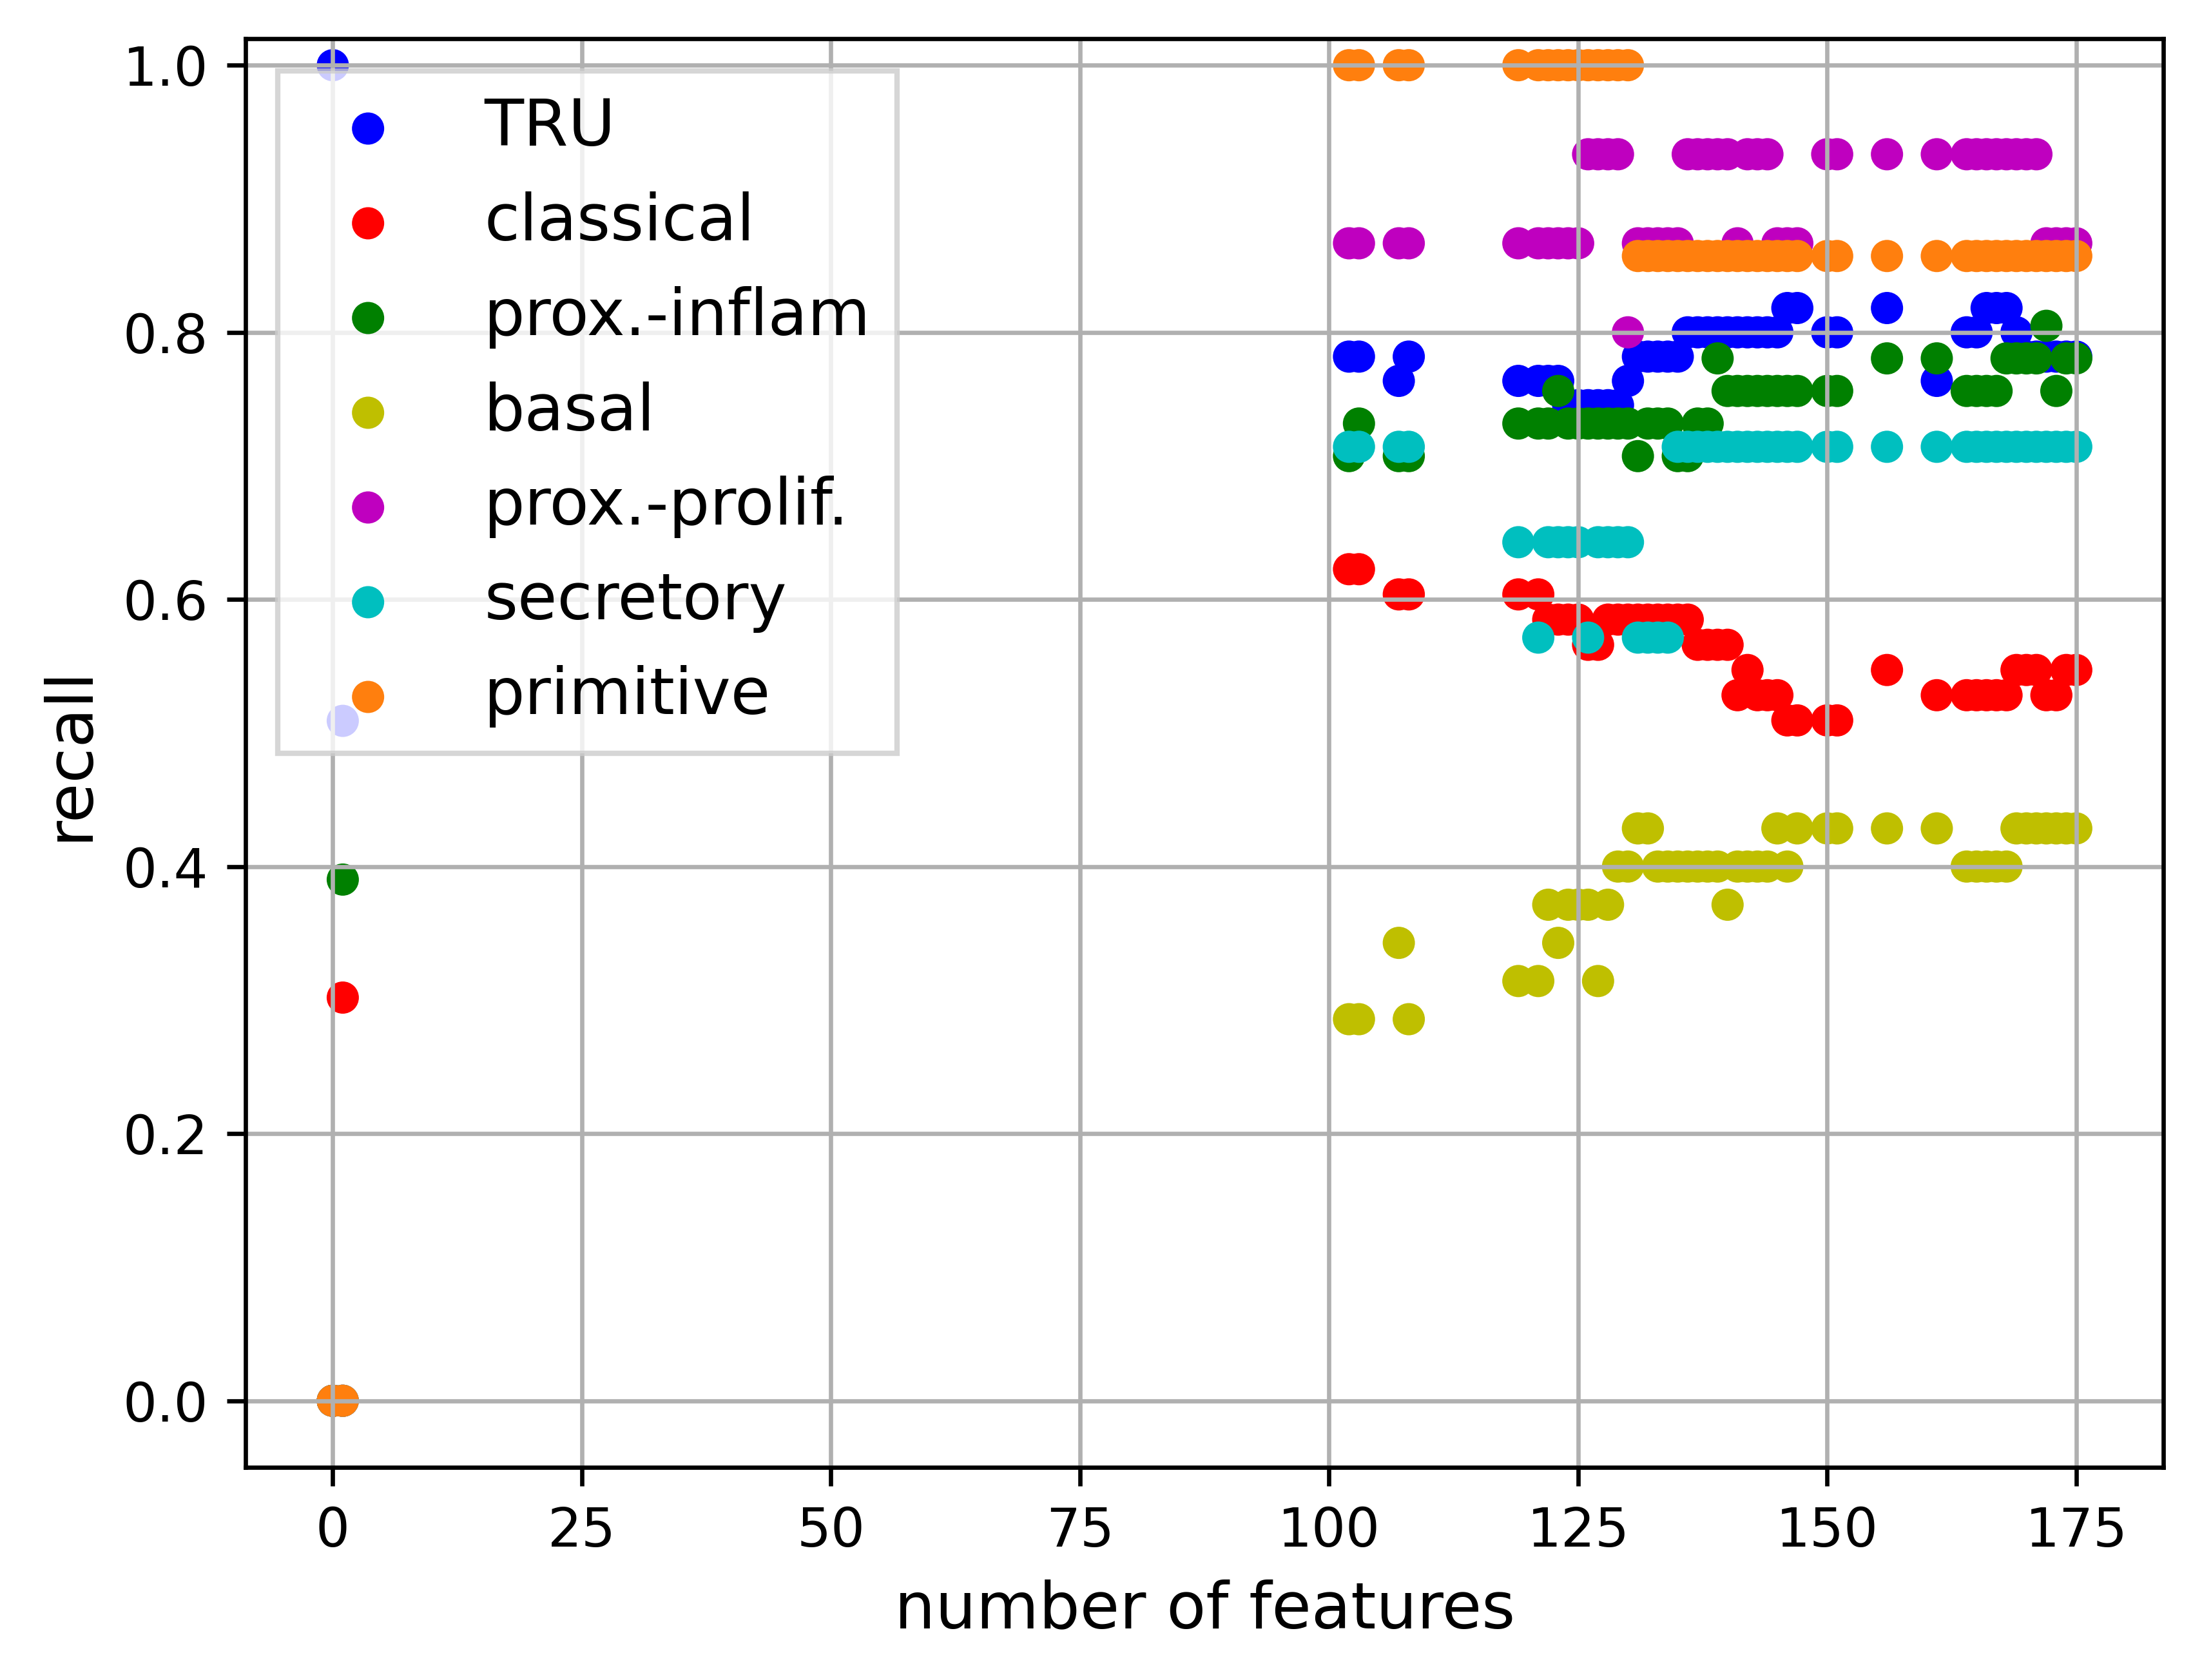 1.0
0.8
0.6
0.4
0.2
0.0
recall
TRU
classical
prox.-inflam
basal
prox.-prolif.
secretory
primitive
0 25 50 75 100 125 150 175
number of features